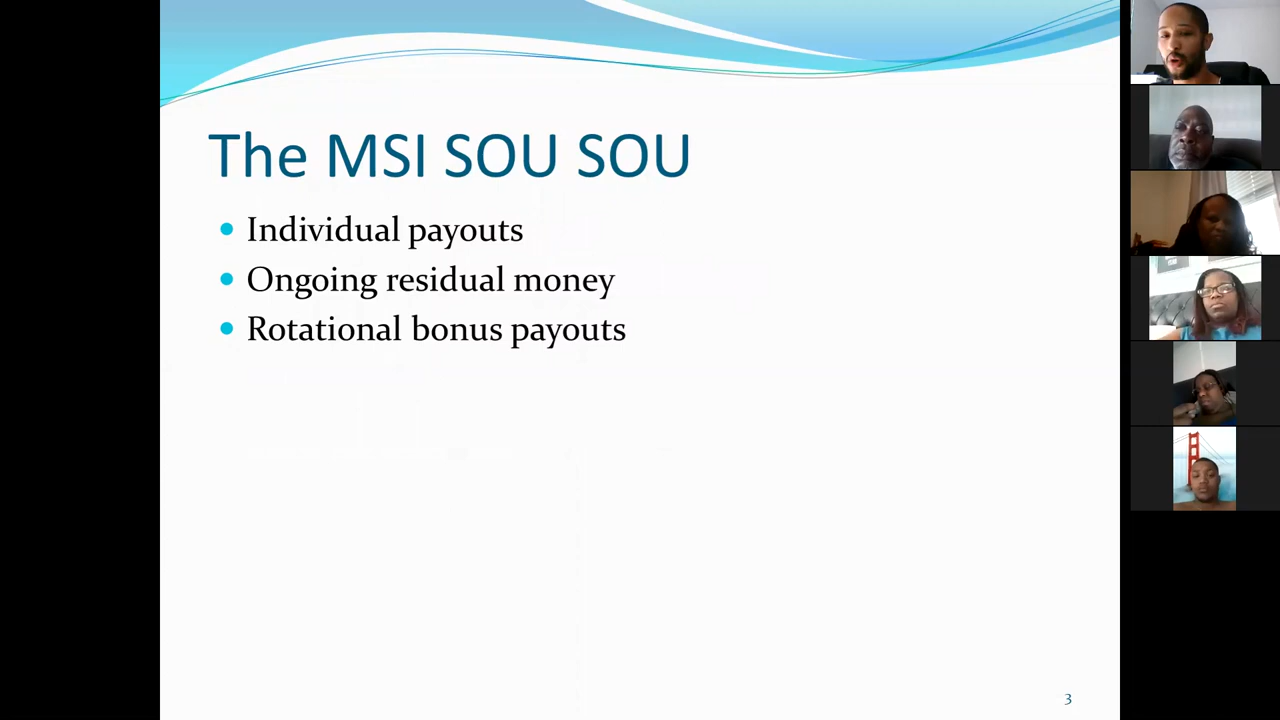 The MSI SOU SOU
Individual payouts
Ongoing residual money
Rotational bonus payouts
3